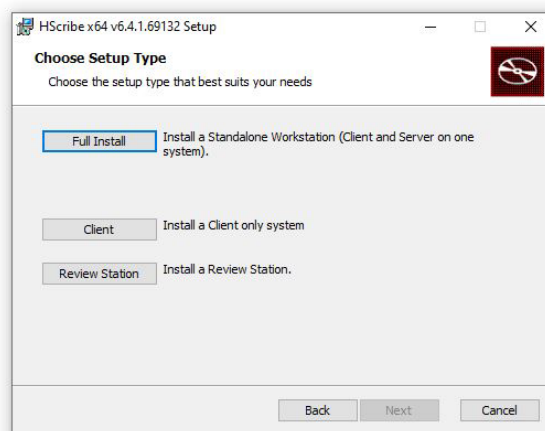 HScribe x64 v6.4.1.69132 Setup
Choose Setup Type
Choose the setup type that best suits your needs
Full Install
Install a Standalone Workstation (Client and Server on one
system).
Client
Install a Client only system
Review Station
Install a Review Station.
Back
Next
Cancel